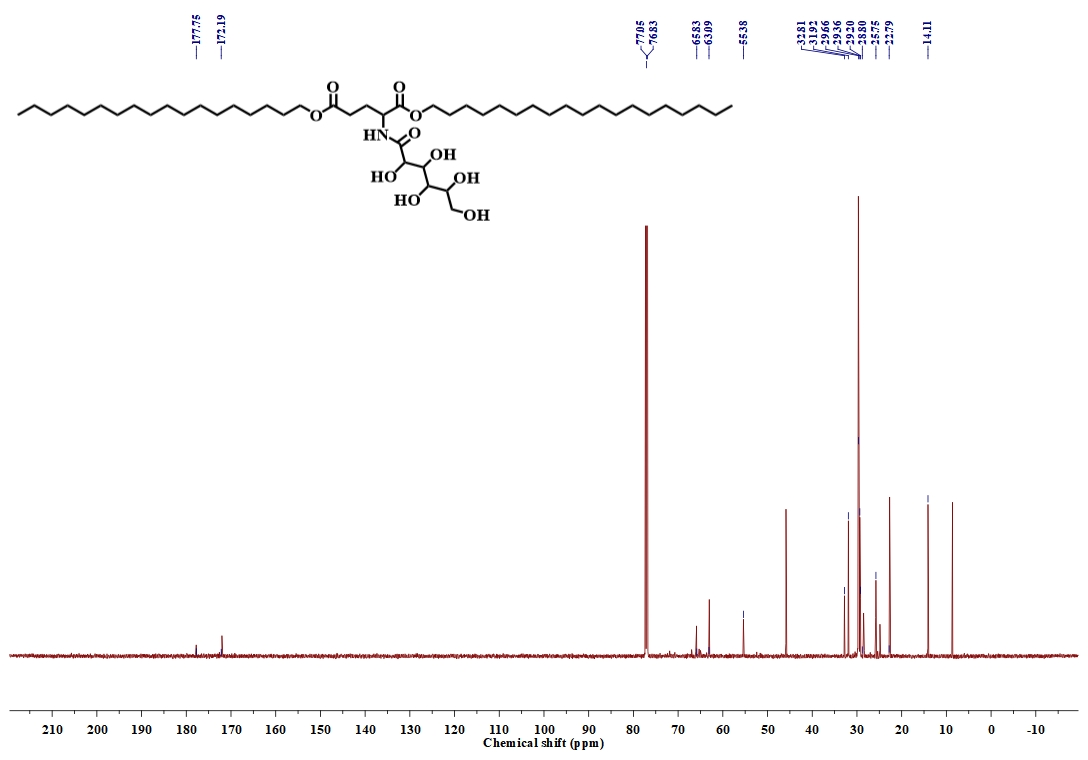 177.75
172.19
77.05
76.83
65.83
63.09
55.38
32.81
31.92
29.66
29.36
29.20
28.80
25.75
22.79
14.11
O O
O O
HN O
OH
HO
OH
HO
OH
210 200 190 180 170 160 150 140 130 120 110 100 90 80 70 60 50 40 30 20 10 0 -10
Chemical shift (ppm)